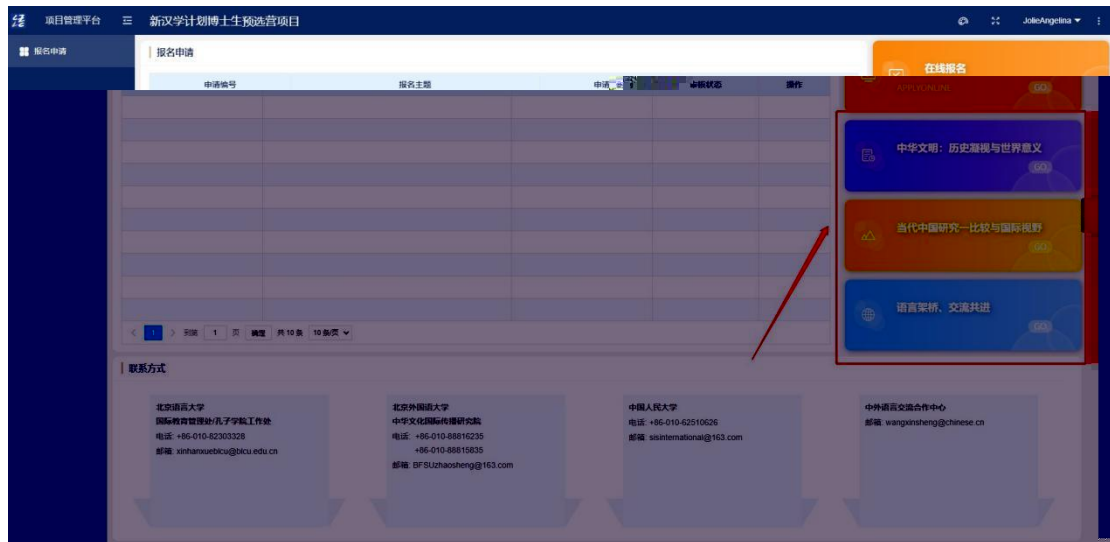 项目管理平台
新汉学计划博士生预选营项目
JolieAngelina
报名申请
报名申请
在线报名
APPLYONLINE
GO
申请编号
报名主题
申请
审核状态
操作
中华文明：历史凝视与世界意义
GO
当代中国研究—比较与国际视野
GO
语言架桥、交流共进
GO
1
到第 1 页 确定 共 10 条 10 条/页
联系方式
北京语言大学
国际教育管理处/孔子学院工作处
电话: +86-010-82303328
邮箱: xinhanxueblcu@blcu.edu.cn
北京外国语大学
中华文化国际传播研究院
电话: +86-010-88816235
+86-010-88815835
邮箱: BFSUzhaosheng@163.com
中国人民大学
电话: +86-010-62510626
邮箱: sisinternational@163.com
中外语言交流合作中心
邮箱: wangxinsheng@chinese.cn